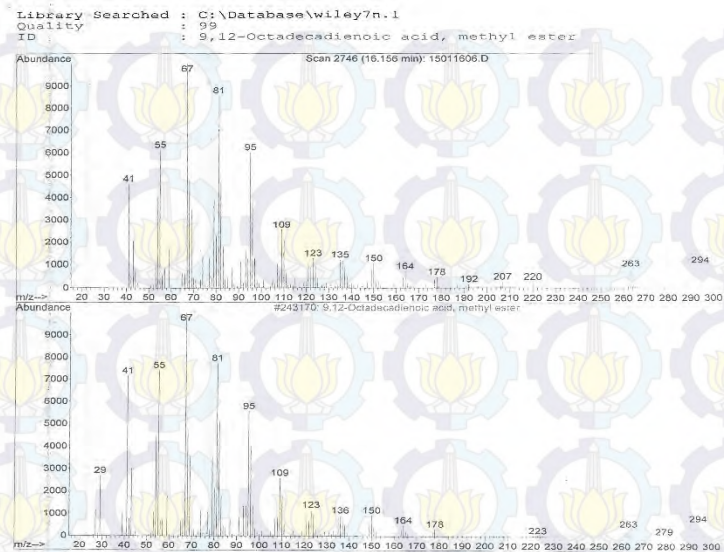 Library Searched : C:\Database\wiley7n.l
Quality : 99
ID : 9,12-Octadecadienoic acid, methyl ester
Abundance
Scan 2746 (16.156 min): 15011606.D
67
9000
81
8000
7000
55
95
6000
5000
41
4000
3000
109
2000
123 135 150
1000
164 178 192 207 220 263 294
0
m/z--> 20 30 40 50 60 70 80 90 100 110 120 130 140 150 160 170 180 190 200 210 220 230 240 250 260 270 280 290 300
Abundance
#243170: 9,12-Octadecadienoic acid, methyl ester
67
9000
81
8000
41 55
7000
6000
95
5000
4000
3000
29 109
2000
123 136 150
1000
164 178 223 263 279 294
0
m/z--> 20 30 40 50 60 70 80 90 100 110 120 130 140 150 160 170 180 190 200 210 220 230 240 250 260 270 280 290 300